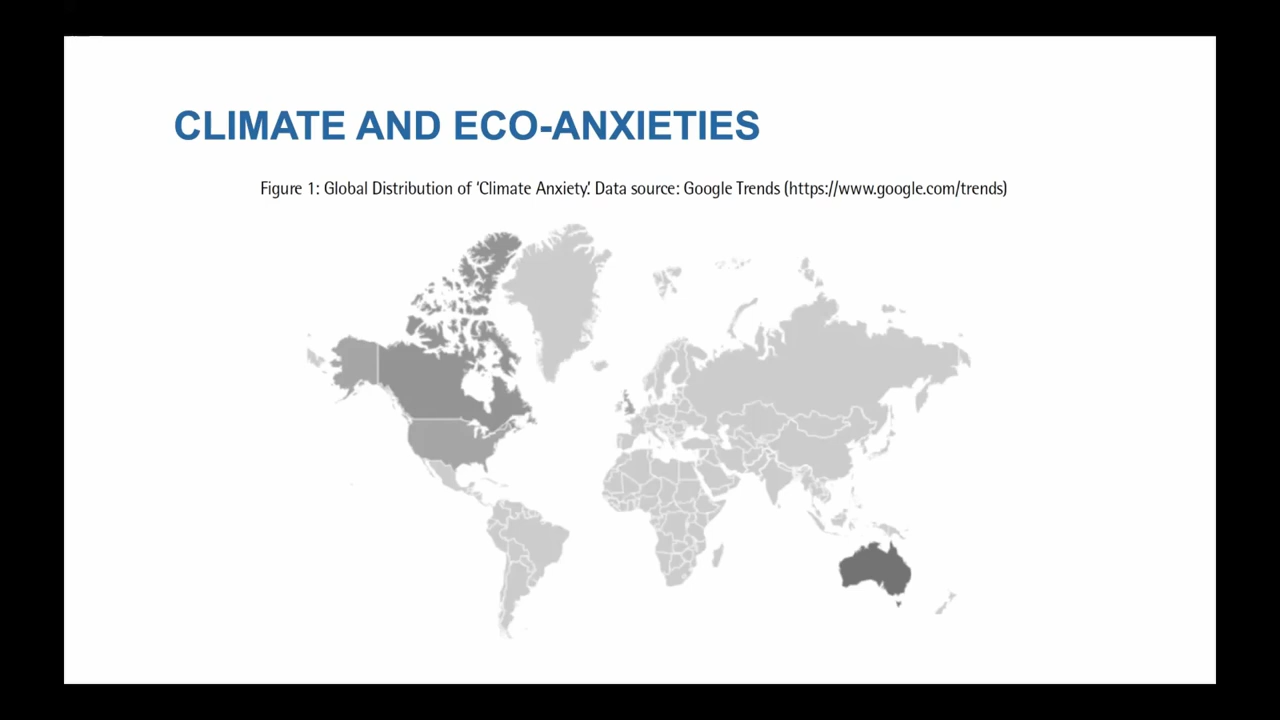 CLIMATE AND ECO-ANXIETIES
Figure 1: Global Distribution of 'Climate Anxiety'. Data source: Google Trends (https://www.google.com/trends)